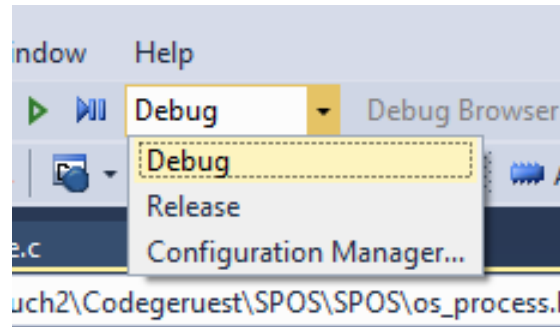 indow Help
Debug Debug Browser
Debug
Release
e.c
Configuration Manager...
uch2\Codegeruest\SPOS\SPOS\os_process.